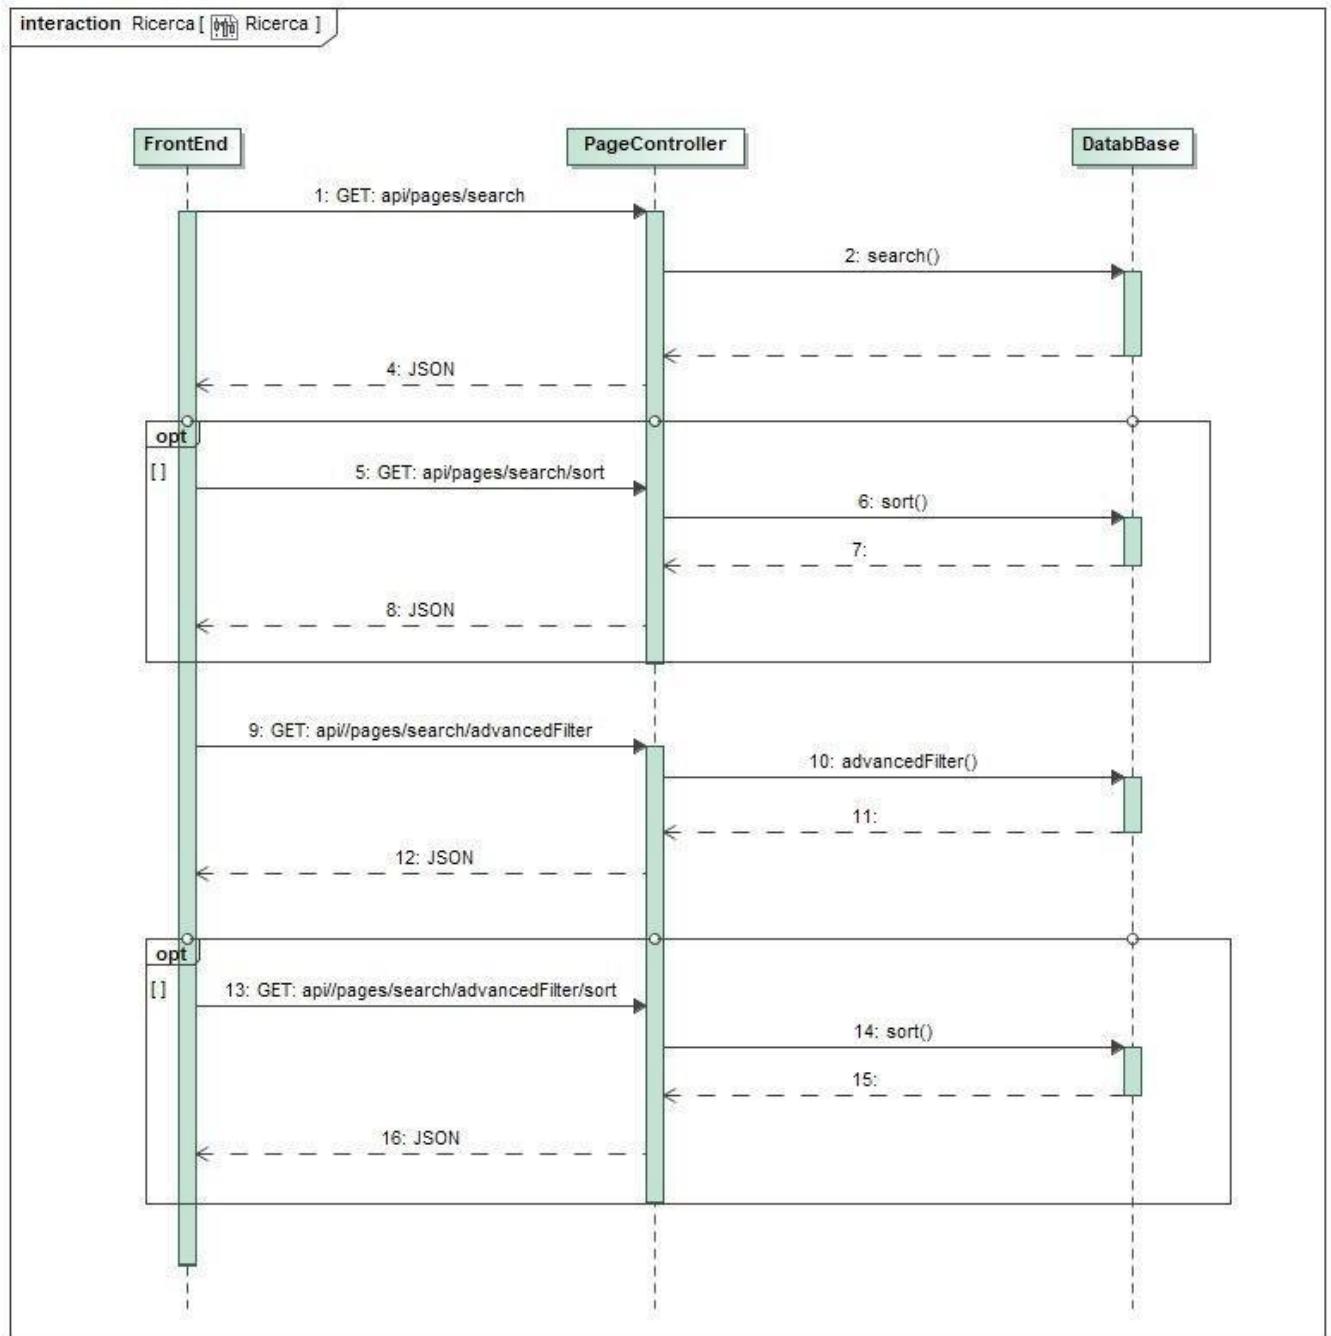 interaction Ricerca [ Ricerca ]
FrontEnd
PageController
DatabBase
1: GET: api/pages/search
2: search()
4: JSON
opt
[ ]
5: GET: api/pages/search/sort
6: sort()
7:
8: JSON
9: GET: api//pages/search/advancedFilter
10: advancedFilter()
11:
12: JSON
opt
[ ]
13: GET: api//pages/search/advancedFilter/sort
14: sort()
15:
16: JSON